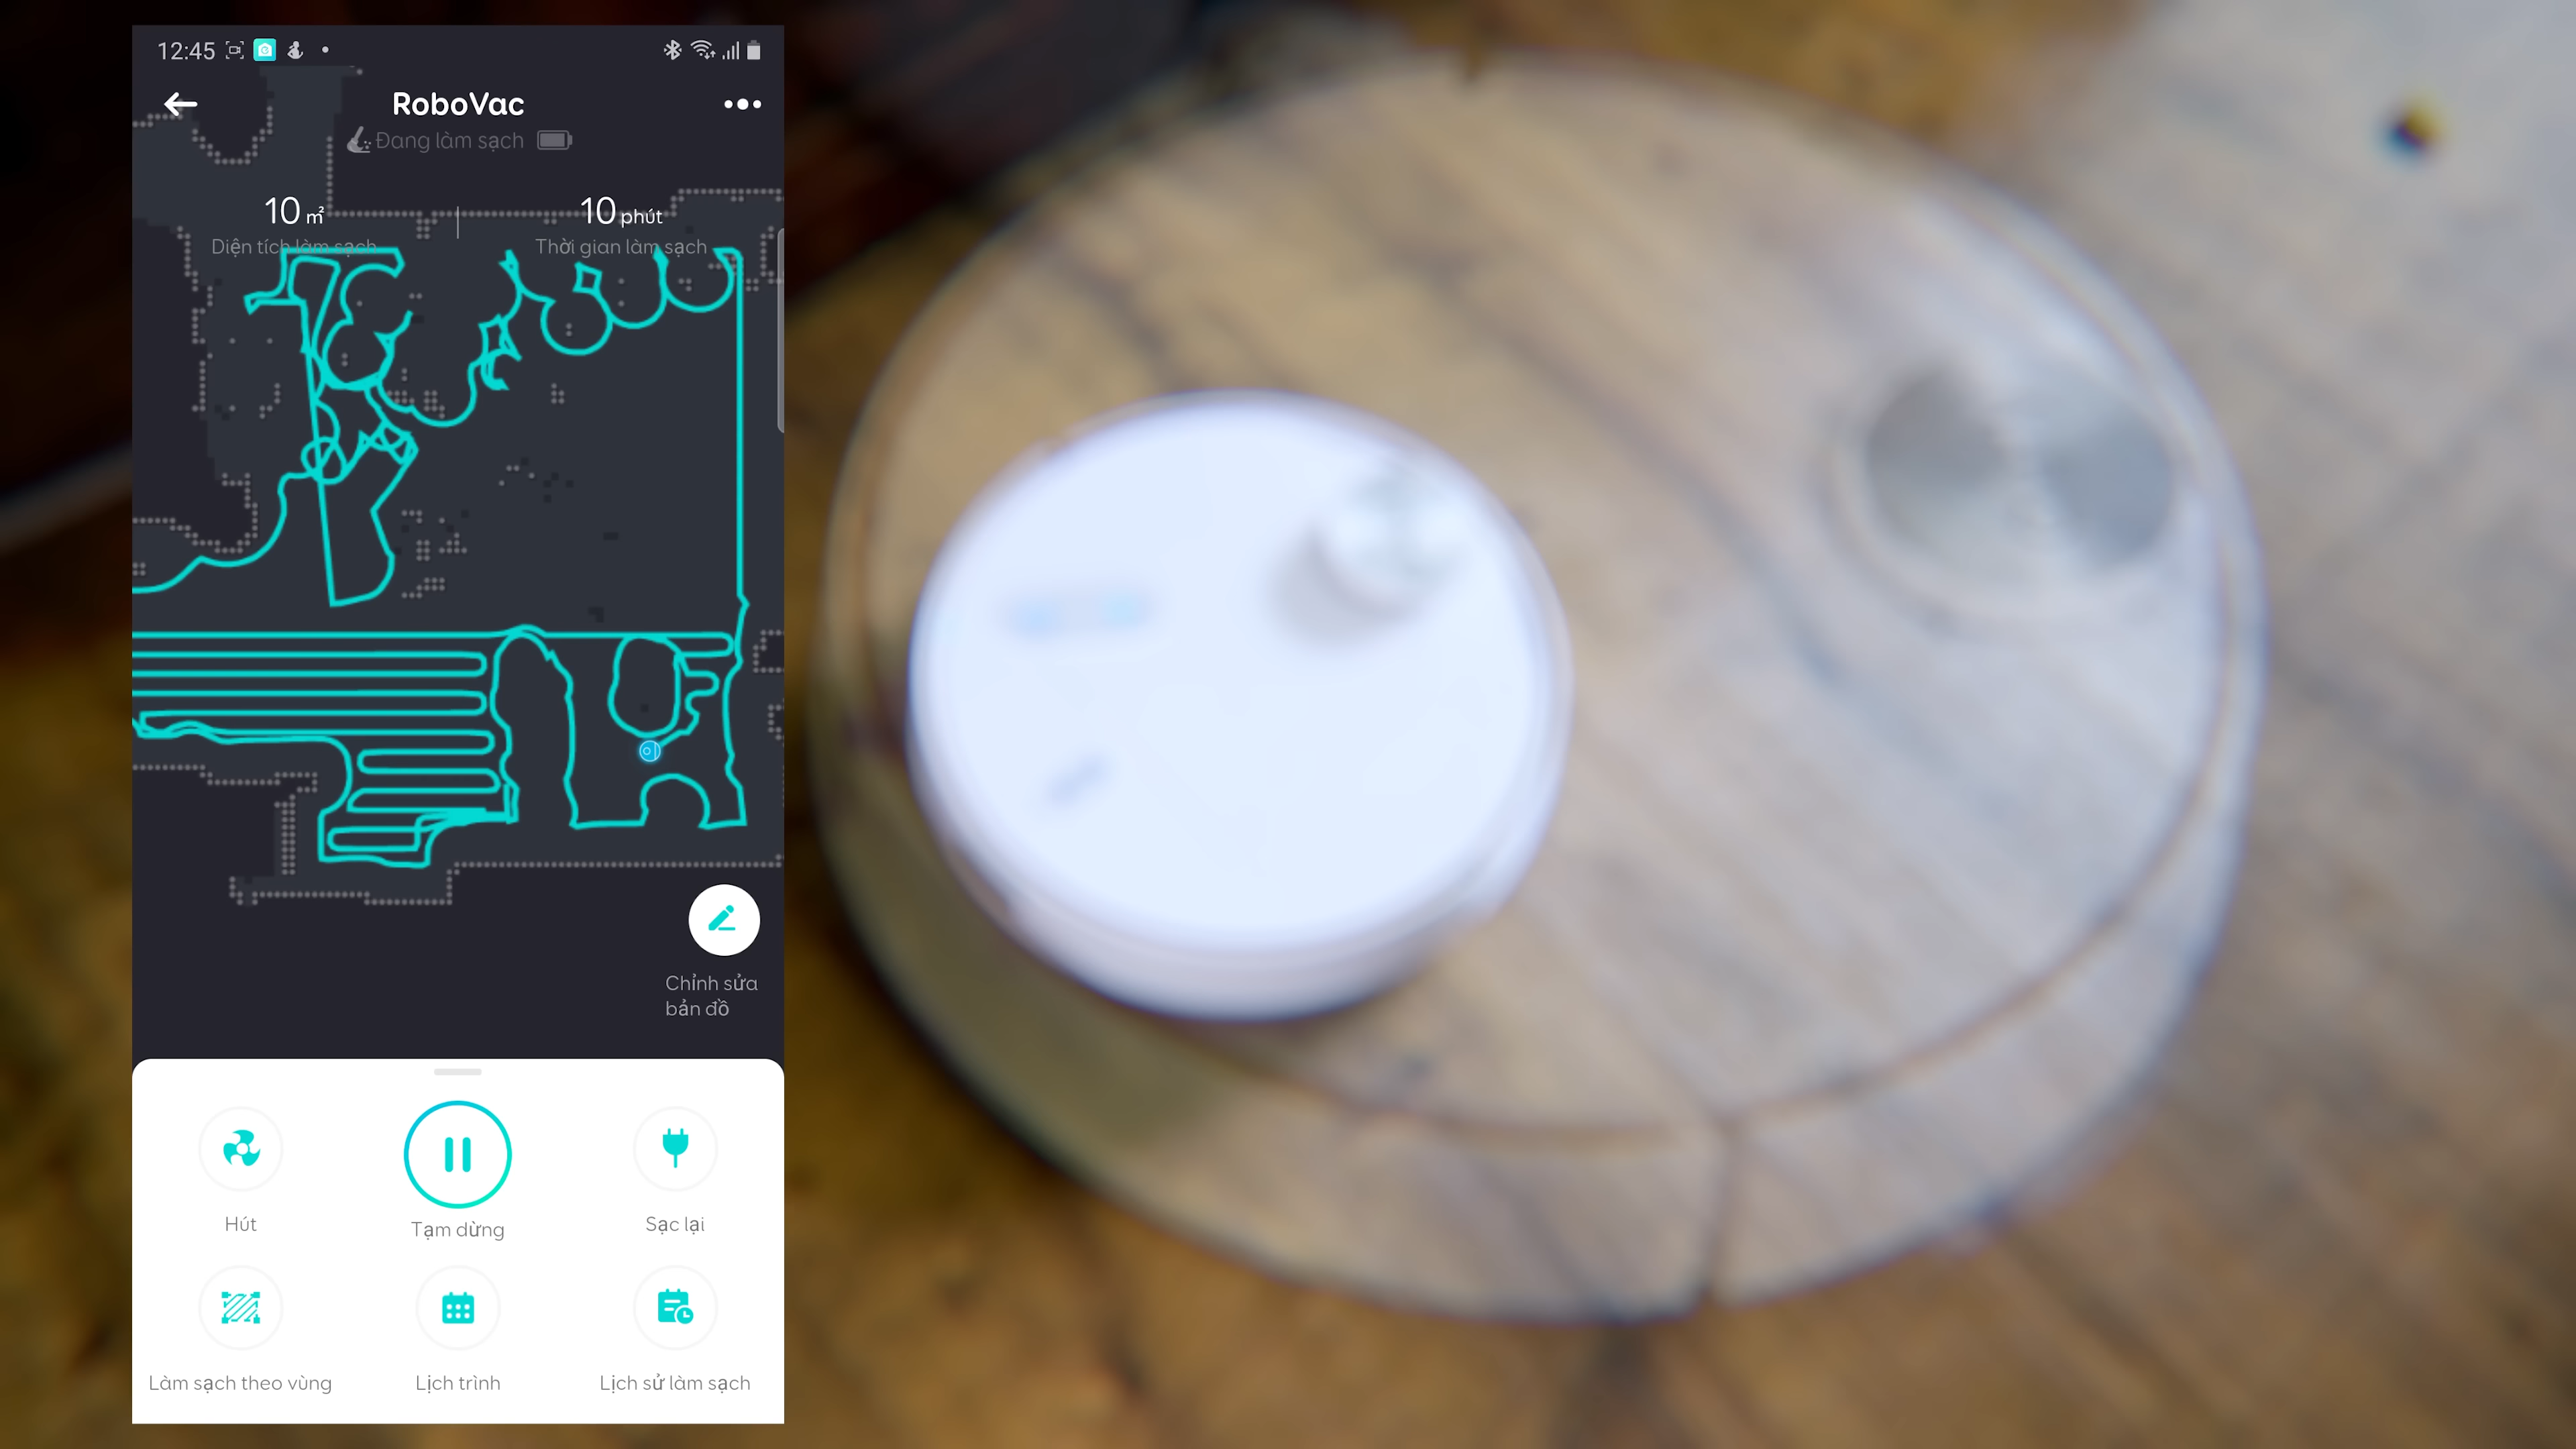 12:45
RoboVac
Đang làm sạch
10 m²
10 phút
Diện tích làm sạch
Thời gian làm sạch
Chỉnh sửa
bản đồ
Hút
Tạm dừng
Sạc lại
Làm sạch theo vùng
Lịch trình
Lịch sử làm sạch